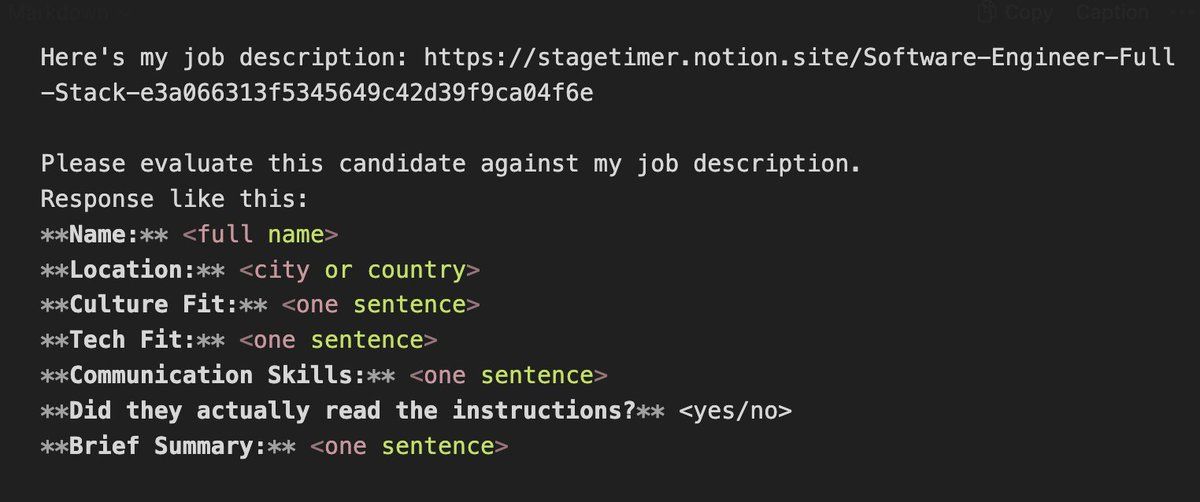 Markdown
Copy Caption
Here's my job description: https://stagetimer.notion.site/Software-Engineer-Full
-Stack-e3a066313f5345649c42d39f9ca04f6e
Please evaluate this candidate against my job description.
Response like this:
**Name:** <full name>
**Location:** <city or country>
**Culture Fit:** <one sentence>
**Tech Fit:** <one sentence>
**Communication Skills:** <one sentence>
**Did they actually read the instructions?** <yes/no>
**Brief Summary:** <one sentence>